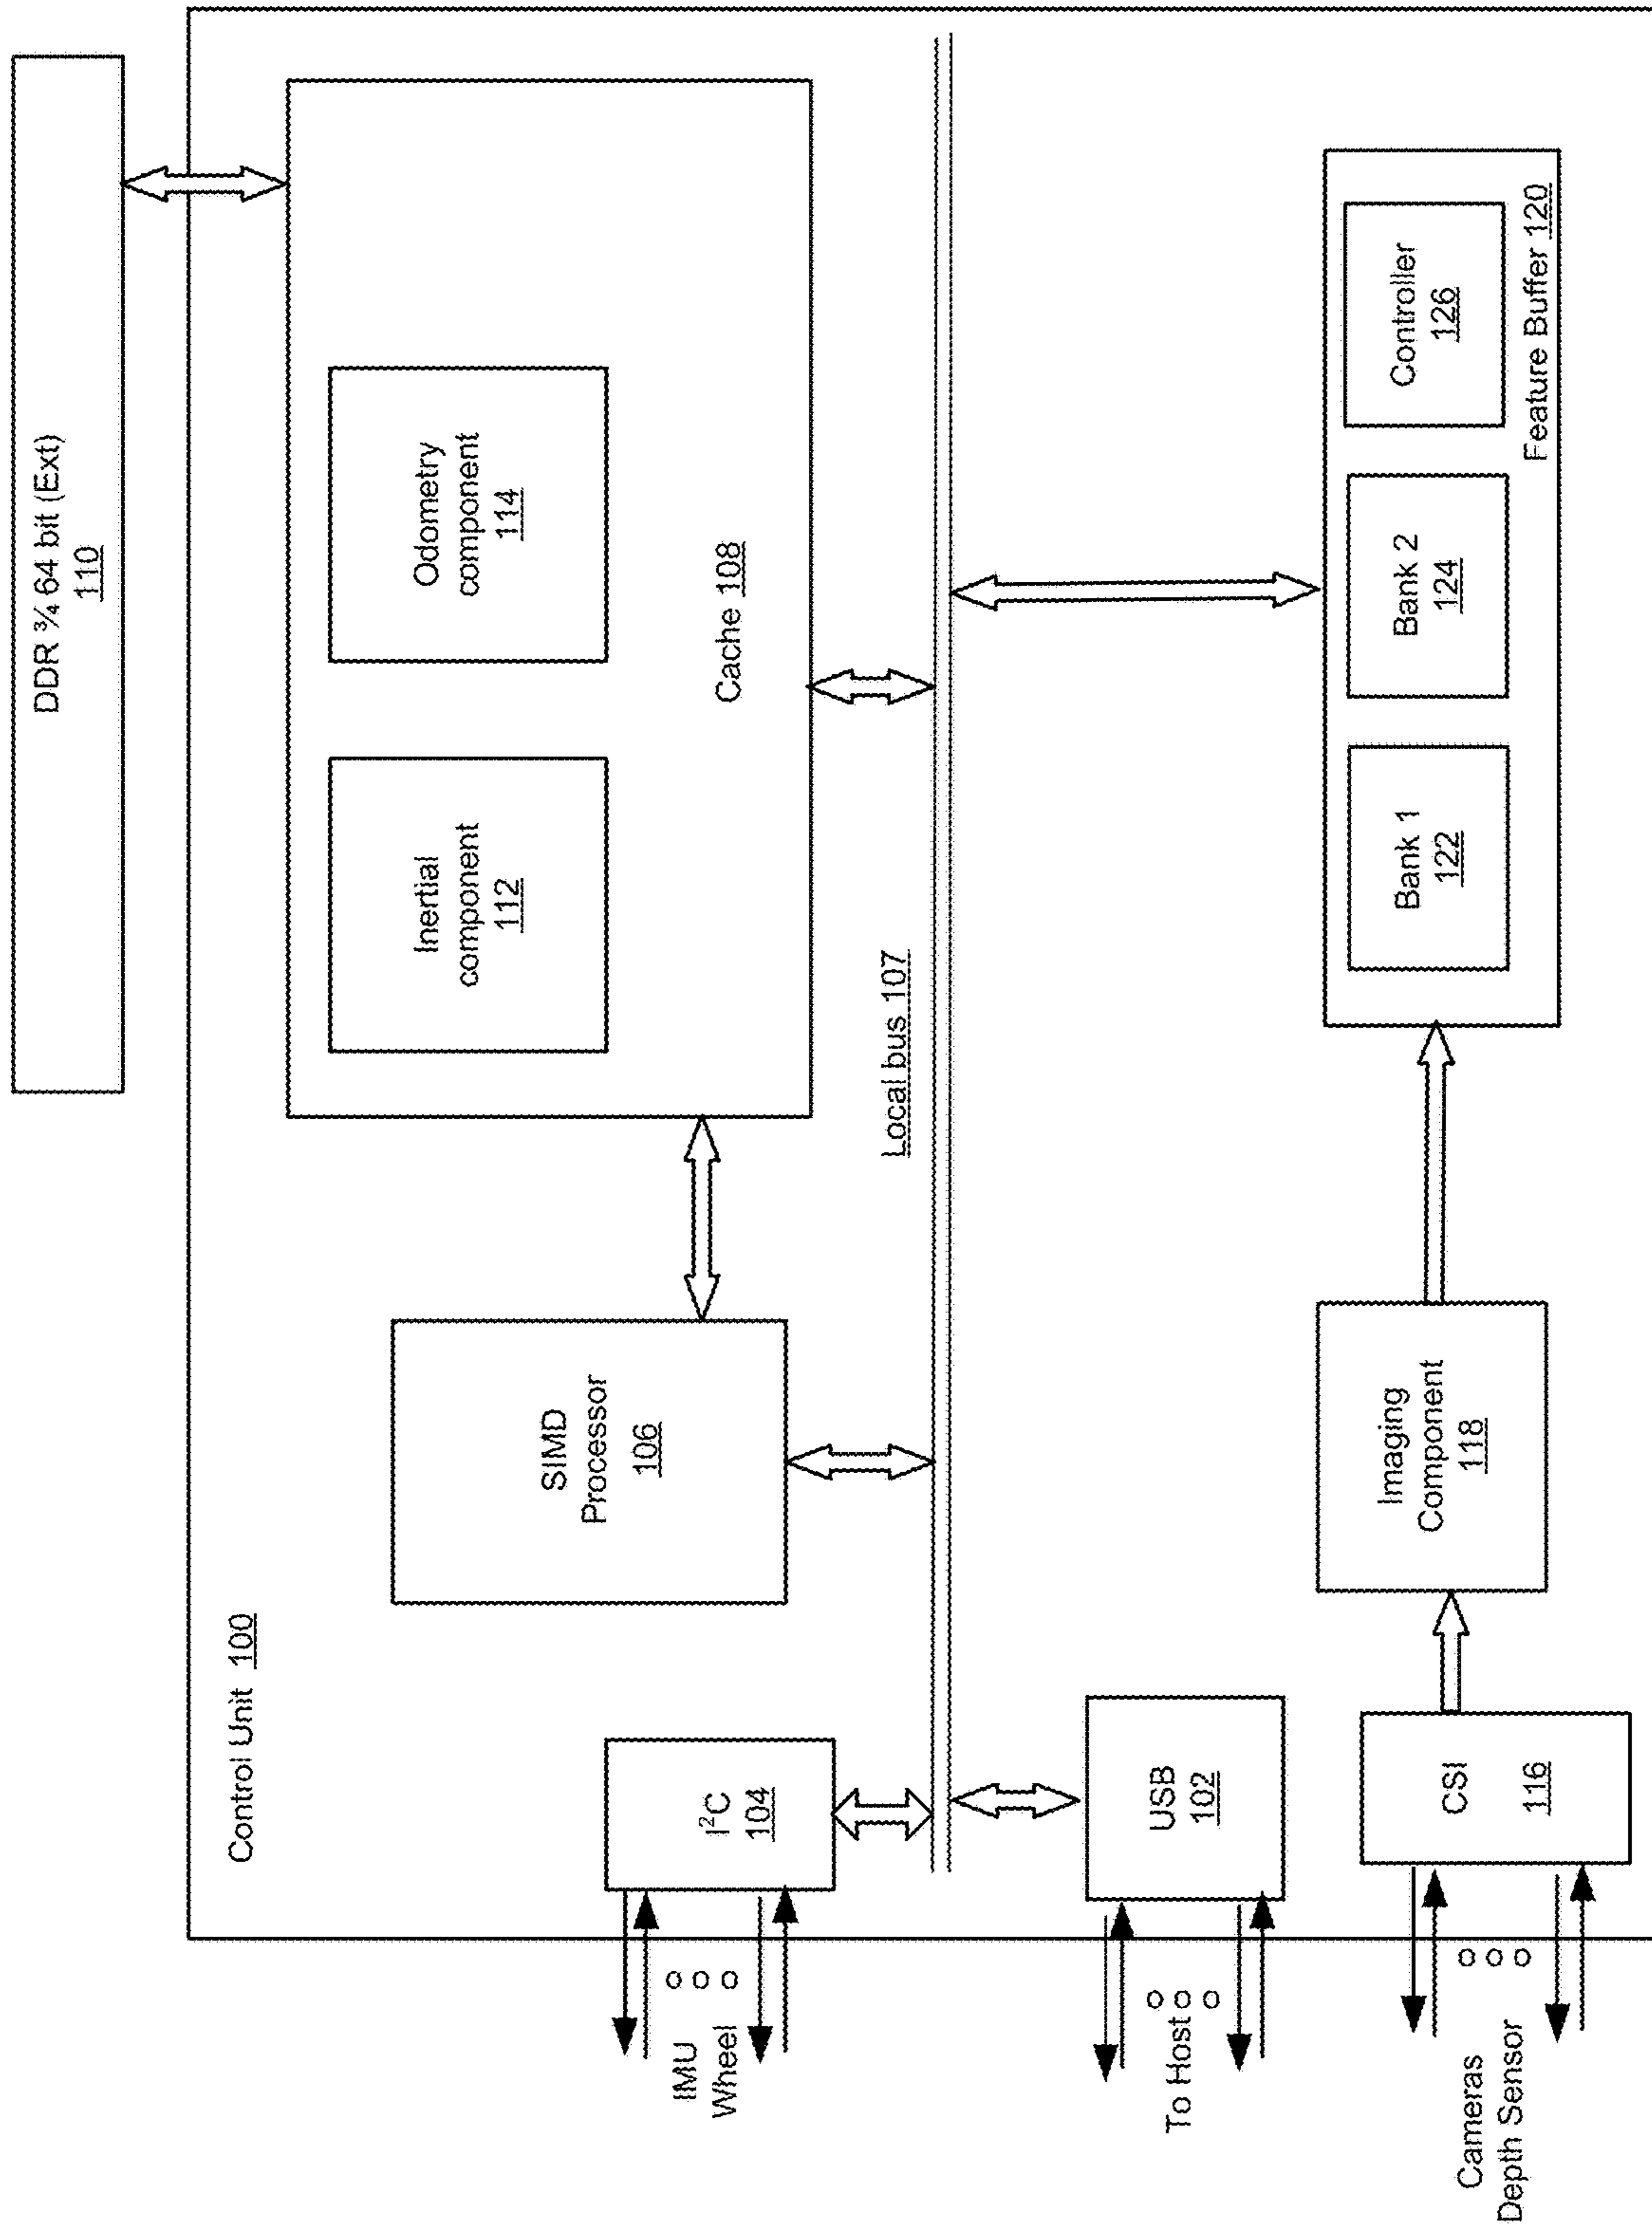 DDR ¾ 64 bit (Ext)
110
Control Unit 100
Inertial
component
112
Odometry
component
114
Cache 108
SIMD
Processor
106
I²C
104
IMU
Wheel
Local bus 107
USB
102
To Host
CSI
116
Cameras
Depth Sensor
Imaging
Component
118
Bank 1
122
Bank 2
124
Controller
126
Feature Buffer 120